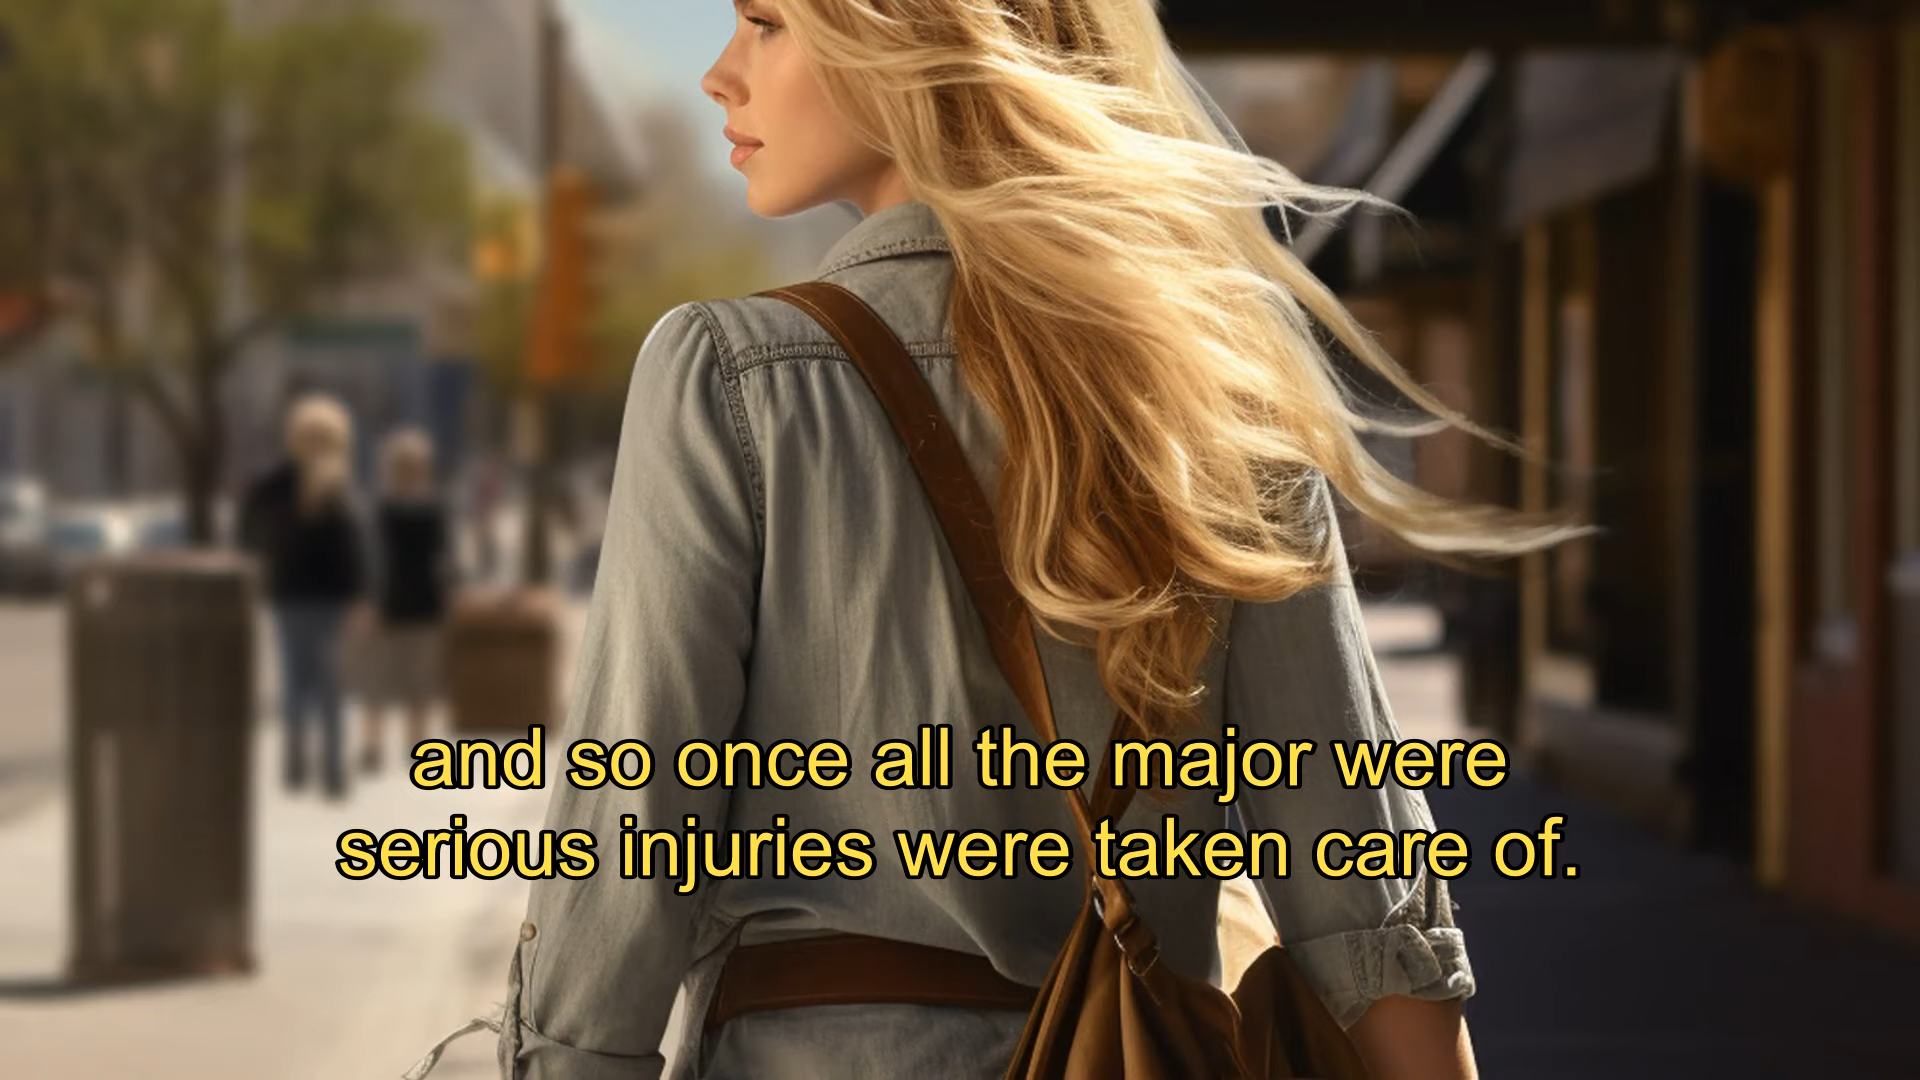 and so once all the major were
serious injuries were taken care of.